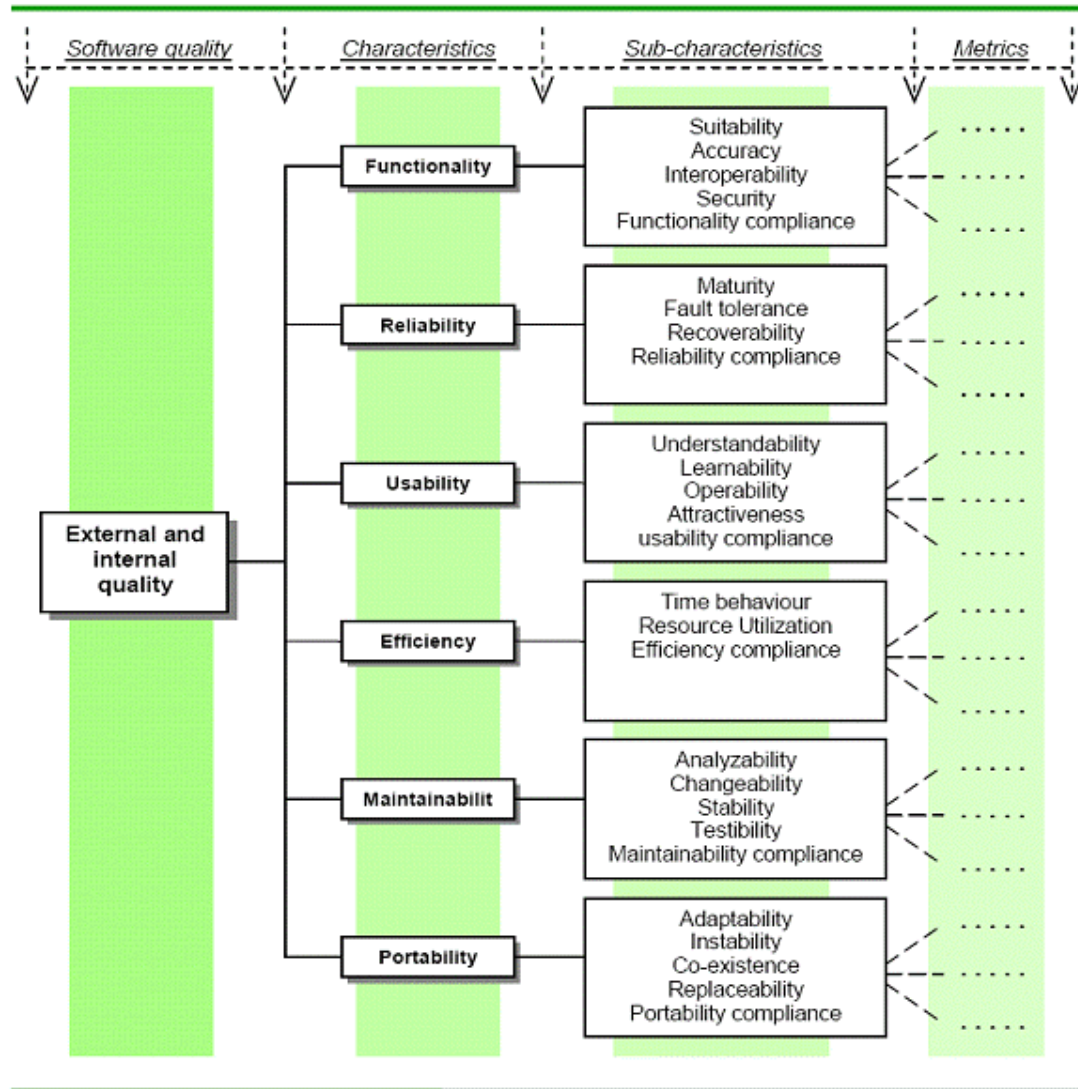 Software quality
Characteristics
Sub-characteristics
Metrics
External and
internal
quality
Functionality
Suitability
Accuracy
Interoperability
Security
Functionality compliance
Reliability
Maturity
Fault tolerance
Recoverability
Reliability compliance
Usability
Understandability
Learnability
Operability
Attractiveness
usability compliance
Efficiency
Time behaviour
Resource Utilization
Efficiency compliance
Maintainabilit
Analyzability
Changeability
Stability
Testibility
Maintainability compliance
Portability
Adaptability
Instability
Co-existence
Replaceability
Portability compliance